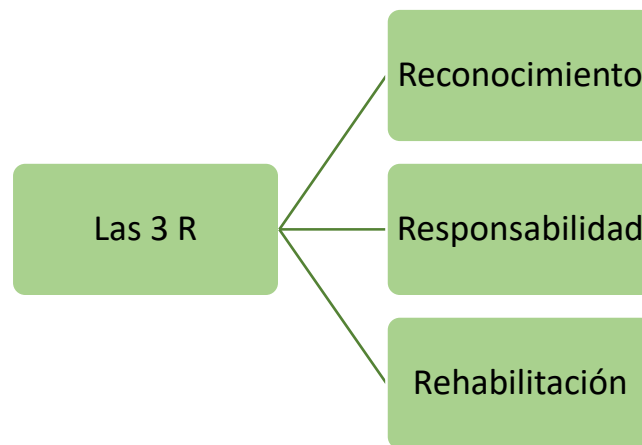 Reconocimiento
Las 3 R
Responsabilidad
Rehabilitación